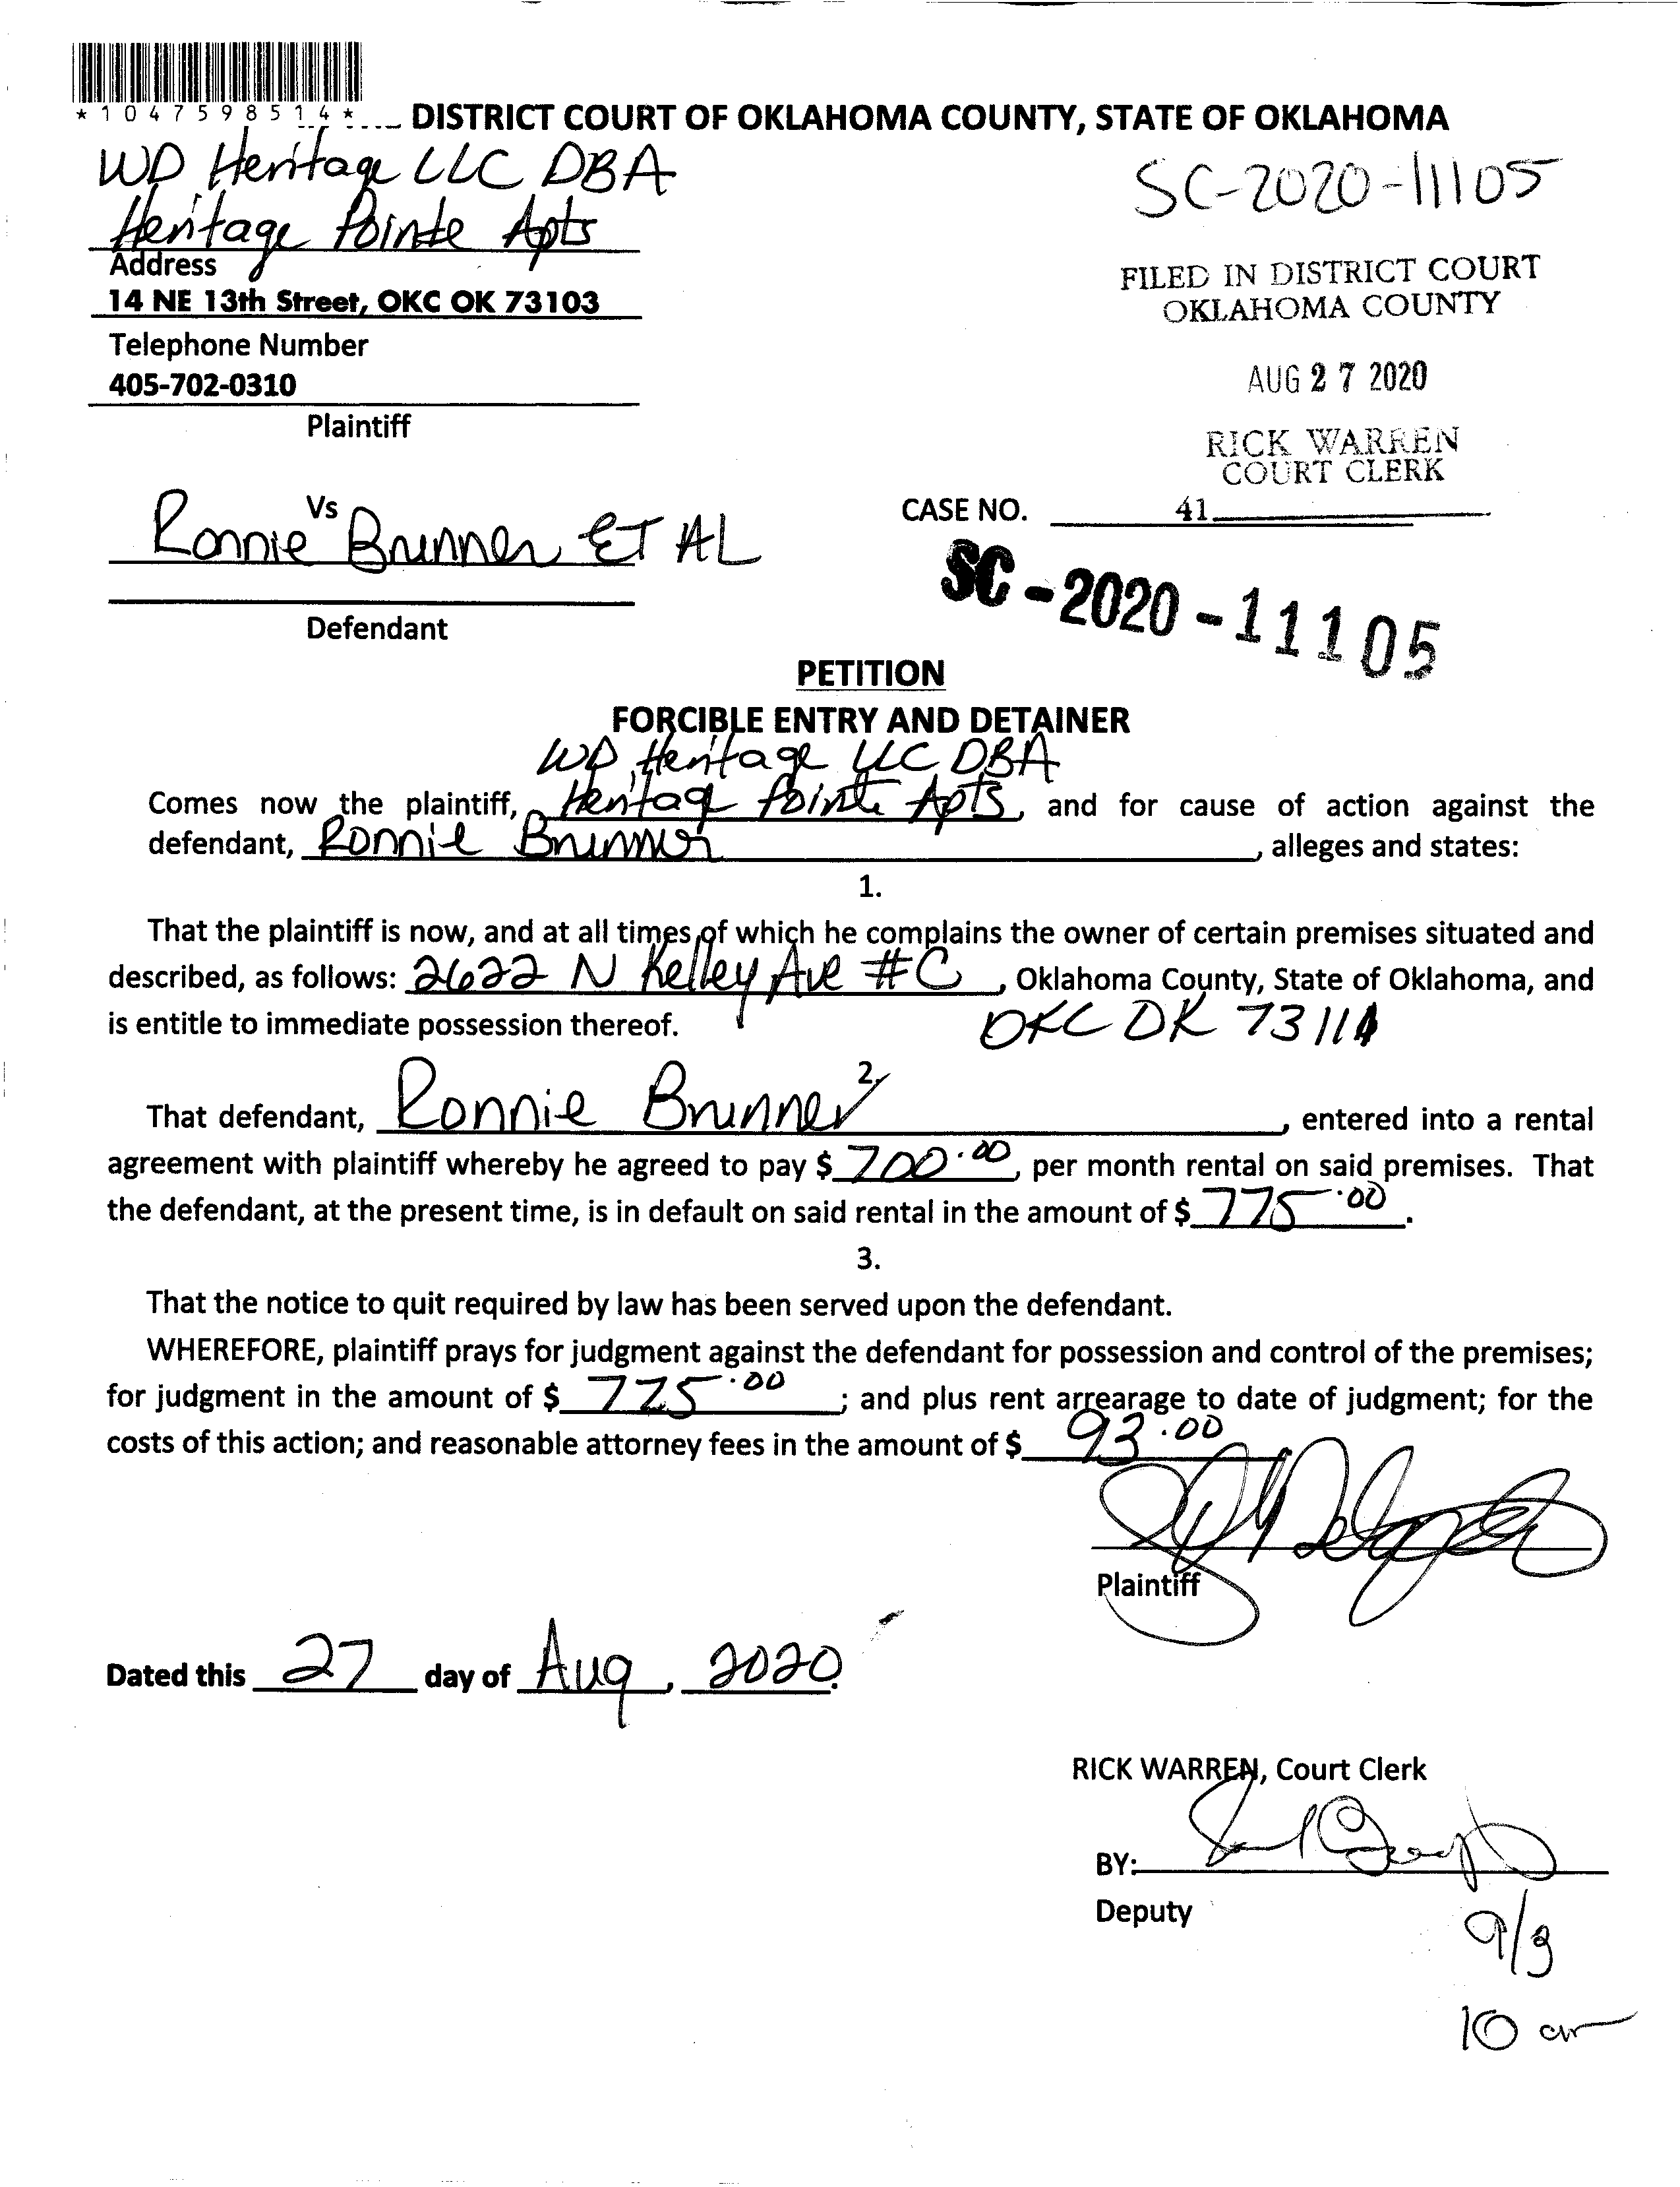 *1047598514*
DISTRICT COURT OF OKLAHOMA COUNTY, STATE OF OKLAHOMA
WD Heritage LLC DBA
Heritage Pointe Apts
SC-2020-11105
Address
14 NE 13th Street, OKC OK 73103
FILED IN DISTRICT COURT
OKLAHOMA COUNTY
Telephone Number
405-702-0310
AUG 27 2020
Plaintiff
RICK WARREN
COURT CLERK
Vs
CASE NO. 41
Ronnie Brunner ET AL
SC-2020-11105
Defendant
PETITION
FORCIBLE ENTRY AND DETAINER
WD Heritage LLC DBA
Comes now the plaintiff, Heritage Pointe Apts, and for cause of action against the
defendant, Ronnie Brunner, alleges and states:
1.
That the plaintiff is now, and at all times of which he complains the owner of certain premises situated and
described, as follows: 2622 N Kelley Ave #C, Oklahoma County, State of Oklahoma, and
is entitle to immediate possession thereof. OKC OK 73111
2.
That defendant, Ronnie Brunner, entered into a rental
agreement with plaintiff whereby he agreed to pay $ 700.00, per month rental on said premises. That
the defendant, at the present time, is in default on said rental in the amount of $ 775.00.
3.
That the notice to quit required by law has been served upon the defendant.
WHEREFORE, plaintiff prays for judgment against the defendant for possession and control of the premises;
for judgment in the amount of $ 775.00; and plus rent arrearage to date of judgment; for the
costs of this action; and reasonable attorney fees in the amount of $ 93.00
Plaintiff
Dated this 27 day of Aug, 2020.
RICK WARREN, Court Clerk
BY:
Deputy
9/3
10 am